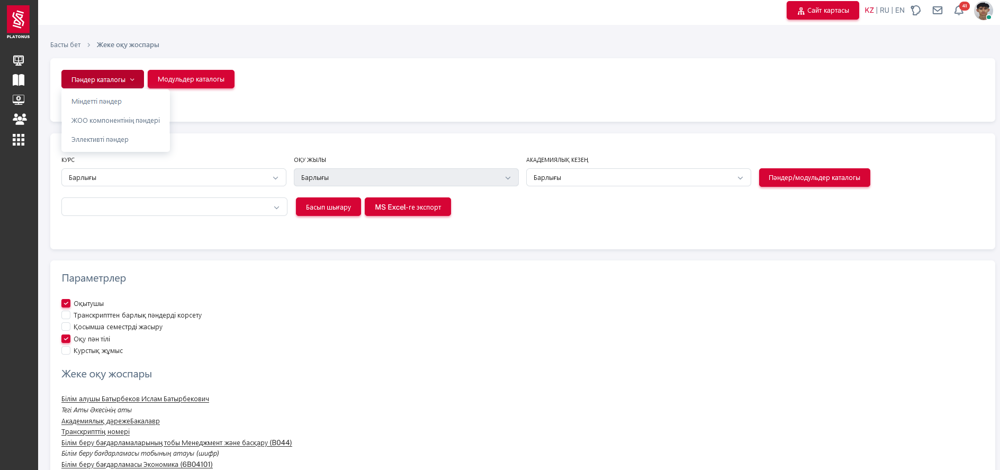 Сайт картасы
KZ | RU | EN
41
PLATONUS
Басты бет > Жеке оқу жоспары
Пәндер каталогы
Модульдер каталогы
Міндетті пәндер
ЖОО компонентінің пәндері
Эллективті пәндер
КУРС
ОҚУ ЖЫЛЫ
АКАДЕМИЯЛЫҚ КЕЗЕҢ
Барлығы
Барлығы
Барлығы
Пәндер/модульдер каталогы
Басып шығару
MS Excel-ге экспорт
Параметрлер
Оқытушы
Транскрипттен барлық пәндерді корсету
Қосымша семестрді жасыру
Оқу пән тілі
Курстық жұмыс
Жеке оқу жоспары
Білім алушы Батырбеков Ислам Батырбекович
Тегі Аты Әкесінің аты
Академиялық дәрежеБакалавр
Транскрипттің номері
Білім беру бағдарламаларының тобы Менеджмент және басқару (B044)
Білім беру бағдарламасы тобының атауы (шифр)
Білім беру бағдарламасы Экономика (6B04101)